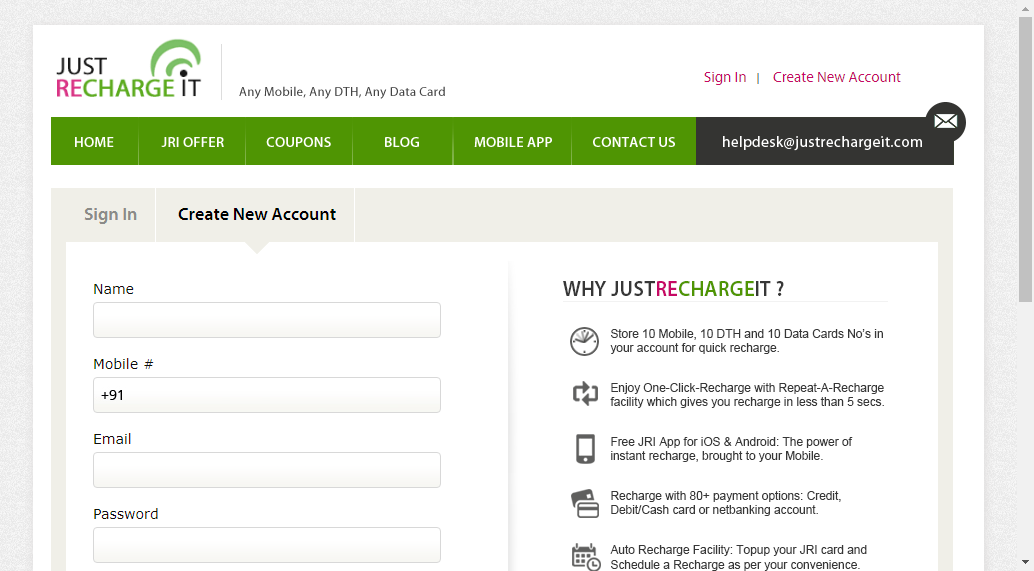 JUST
RECHARGE iT
Any Mobile, Any DTH, Any Data Card
Sign In | Create New Account
HOME JRI OFFER COUPONS BLOG MOBILE APP CONTACT US helpdesk@justrechargeit.com
Sign In Create New Account
Name
Mobile #
+91
Email
Password
WHY JUSTRECHARGEIT ?
Store 10 Mobile, 10 DTH and 10 Data Cards No's in
your account for quick recharge.
Enjoy One-Click-Recharge with Repeat-A-Recharge
facility which gives you recharge in less than 5 secs.
Free JRI App for iOS & Android: The power of
instant recharge, brought to your Mobile.
Recharge with 80+ payment options: Credit,
Debit/Cash card or netbanking account.
Auto Recharge Facility: Topup your JRI card and
Schedule a Recharge as per your convenience.